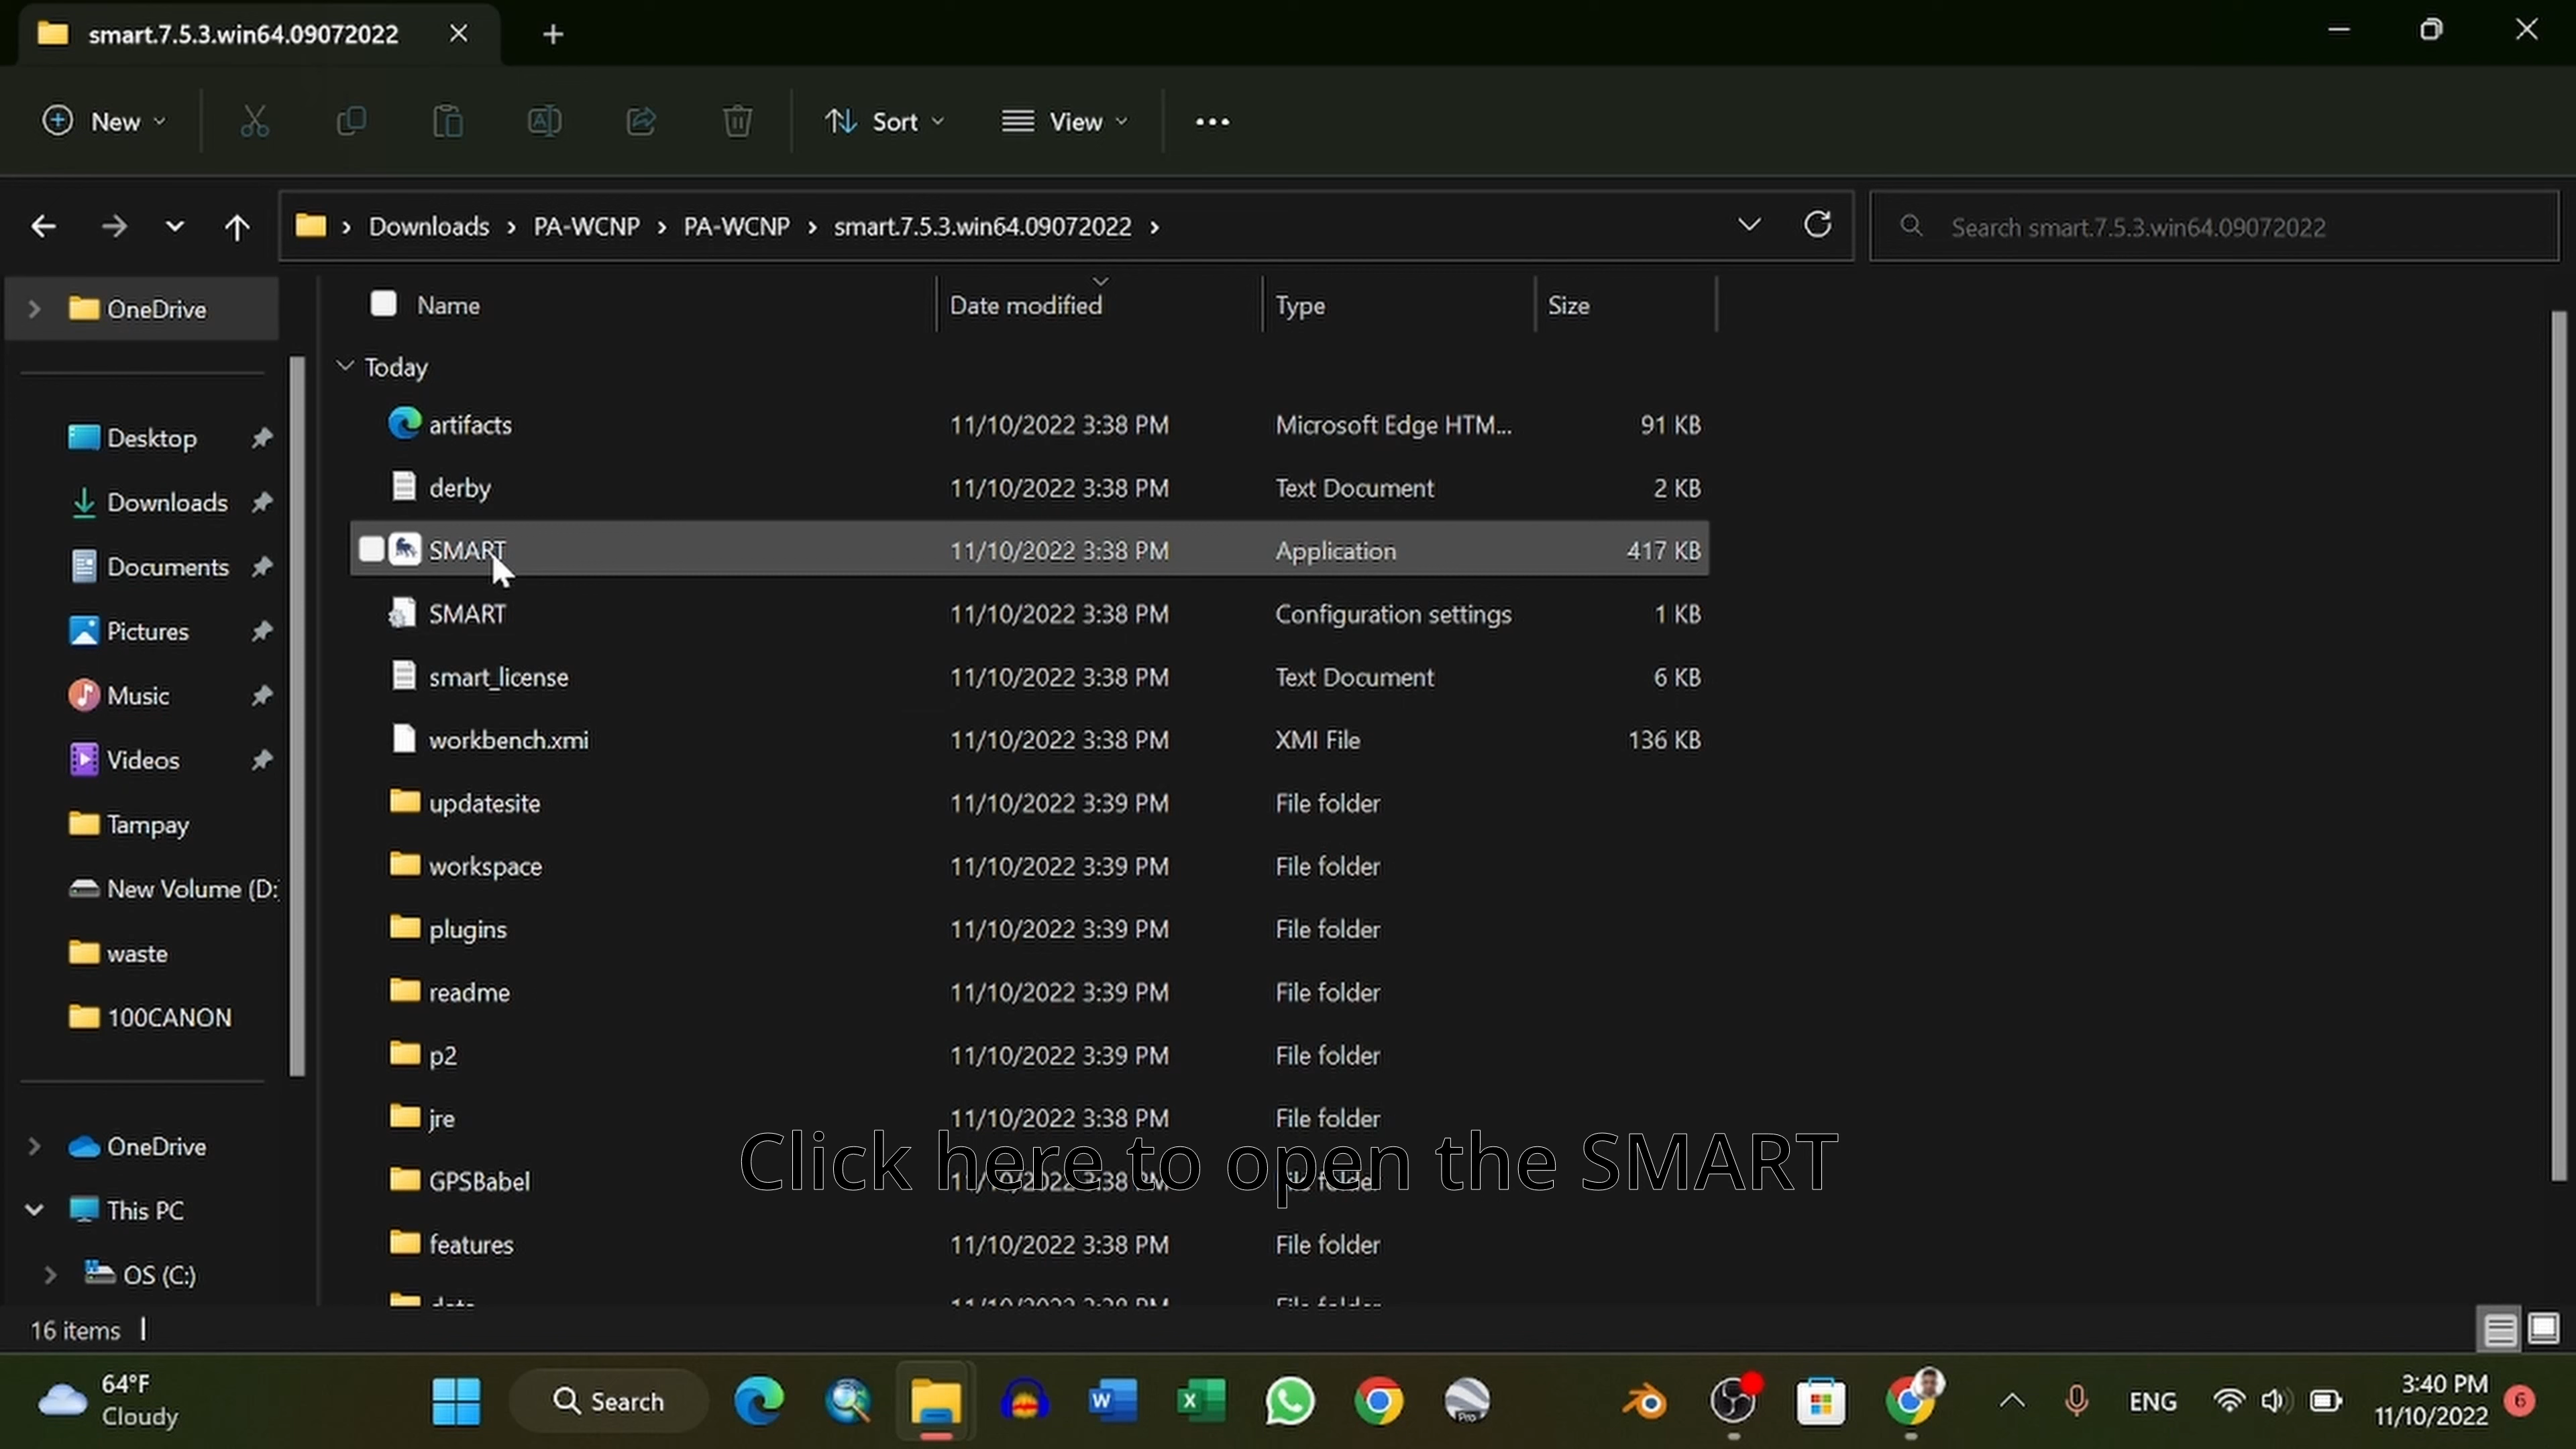 smart.7.5.3.win64.09072022
New
Sort
View
Downloads > PA-WCNP > PA-WCNP > smart.7.5.3.win64.09072022 >
Search smart.7.5.3.win64.09072022
OneDrive
Desktop
Downloads
Documents
Pictures
Music
Videos
Tampay
New Volume (D:
waste
100CANON
OneDrive
This PC
OS (C:)
Name Date modified Type Size
Today
artifacts 11/10/2022 3:38 PM Microsoft Edge HTM... 91 KB
derby 11/10/2022 3:38 PM Text Document 2 KB
SMART 11/10/2022 3:38 PM Application 417 KB
SMART 11/10/2022 3:38 PM Configuration settings 1 KB
smart_license 11/10/2022 3:38 PM Text Document 6 KB
workbench.xmi 11/10/2022 3:38 PM XMI File 136 KB
updatesite 11/10/2022 3:39 PM File folder
workspace 11/10/2022 3:39 PM File folder
plugins 11/10/2022 3:39 PM File folder
readme 11/10/2022 3:39 PM File folder
p2 11/10/2022 3:39 PM File folder
jre 11/10/2022 3:38 PM File folder
Click here to open the SMART
GPSBabel 11/10/2022 3:38 PM File folder
features 11/10/2022 3:38 PM File folder
16 items
64°F
Cloudy
Search
Pro
ENG
3:40 PM
11/10/2022
6